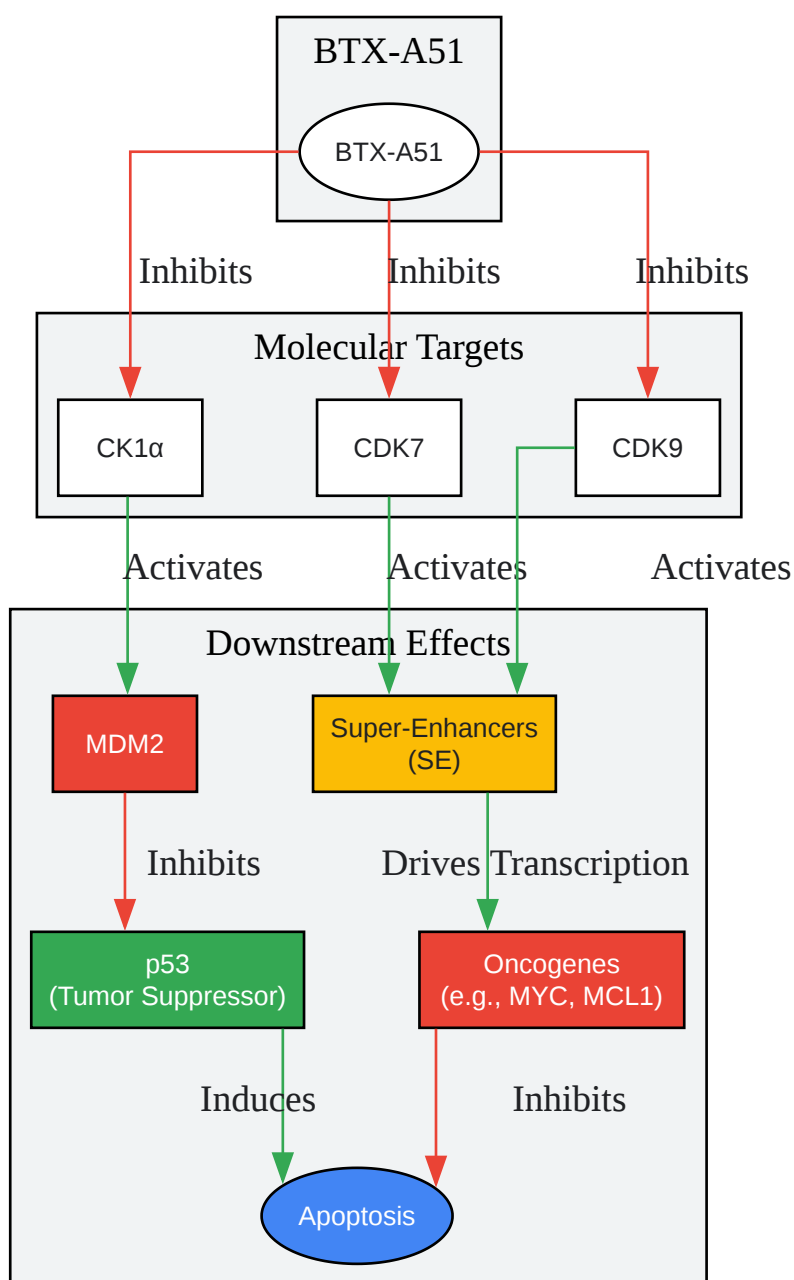 BTX-A51
BTX-A51
Inhibits
Inhibits
Inhibits
Molecular Targets
CK1α
CDK7
CDK9
Activates
Activates
Activates
Downstream Effects
MDM2
Super-Enhancers
(SE)
Inhibits
Drives Transcription
p53
(Tumor Suppressor)
Oncogenes
(e.g., MYC, MCL1)
Induces
Inhibits
Apoptosis